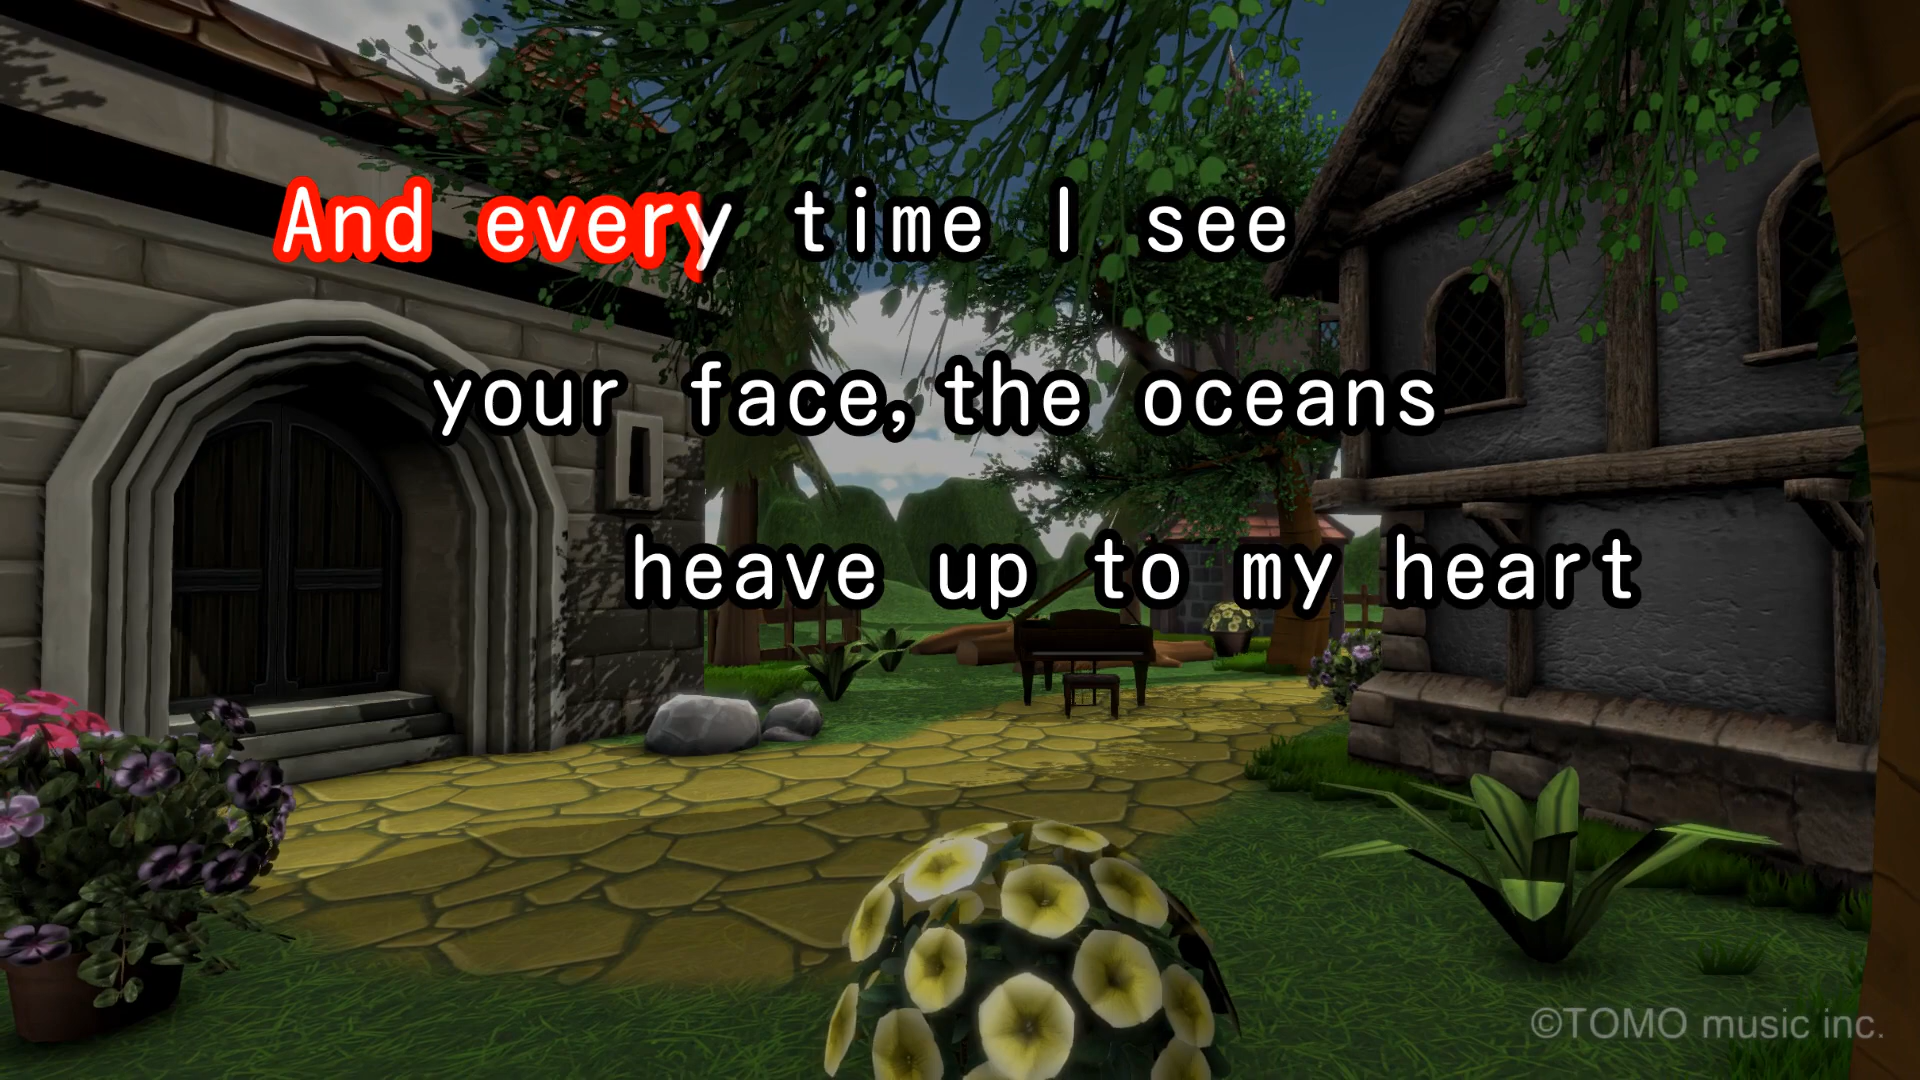 And every time I see
your face, the oceans
heave up to my heart
©TOMO music inc.